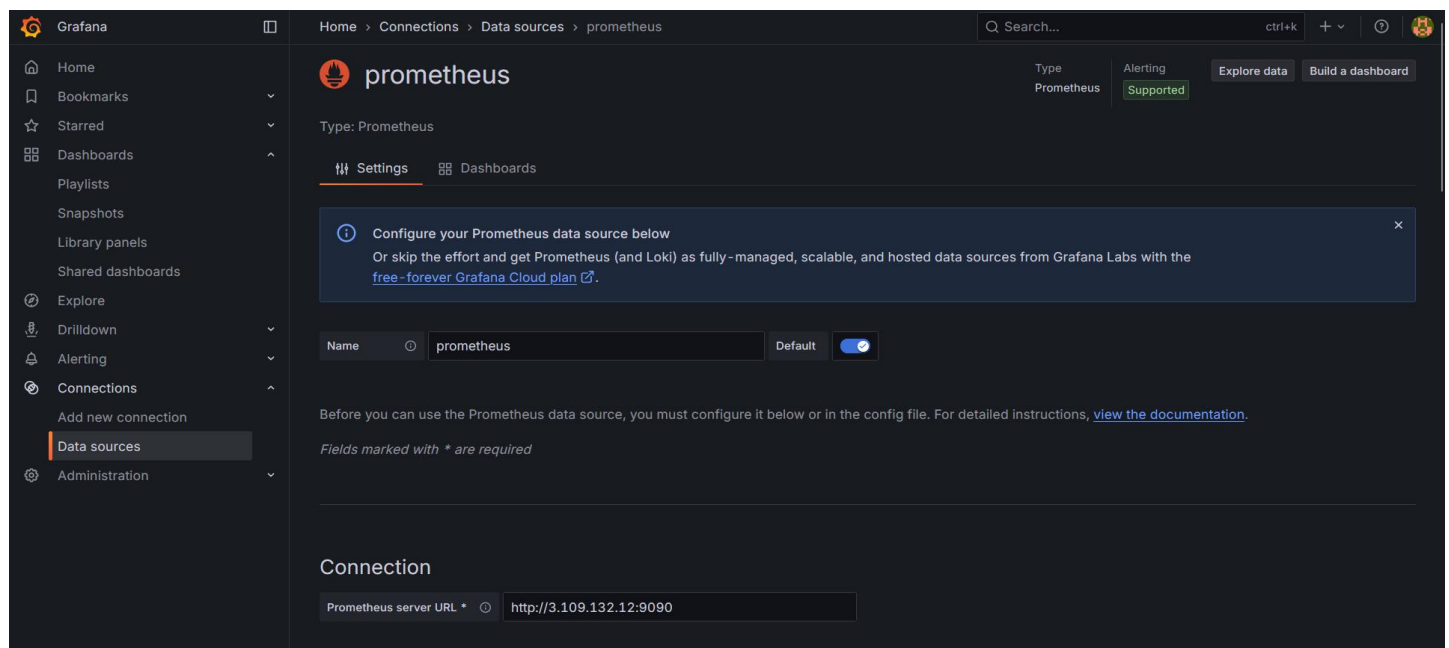 Grafana
Home › Connections › Data sources › prometheus
Search...
ctrl+k
Home
Bookmarks
Starred
Dashboards
Playlists
Snapshots
Library panels
Shared dashboards
Explore
Drilldown
Alerting
Connections
Add new connection
Data sources
Administration
prometheus
Type
Prometheus
Alerting
Supported
Explore data
Build a dashboard
Type: Prometheus
Settings
Dashboards
Configure your Prometheus data source below
Or skip the effort and get Prometheus (and Loki) as fully-managed, scalable, and hosted data sources from Grafana Labs with the
free-forever Grafana Cloud plan.
Name
prometheus
Default
Before you can use the Prometheus data source, you must configure it below or in the config file. For detailed instructions, view the documentation.
Fields marked with * are required
Connection
Prometheus server URL *
http://3.109.132.12:9090